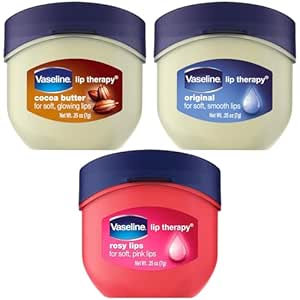 Vaseline® lip therapy®
cocoa butter
for soft, glowing lips
Net Wt. .25 oz (7g)
Vaseline® lip therapy®
original
for soft, smooth lips
Net Wt. .25 oz (7g)
Vaseline® lip therapy®
rosy lips
for soft, pink lips
Net Wt. .25 oz (7g)